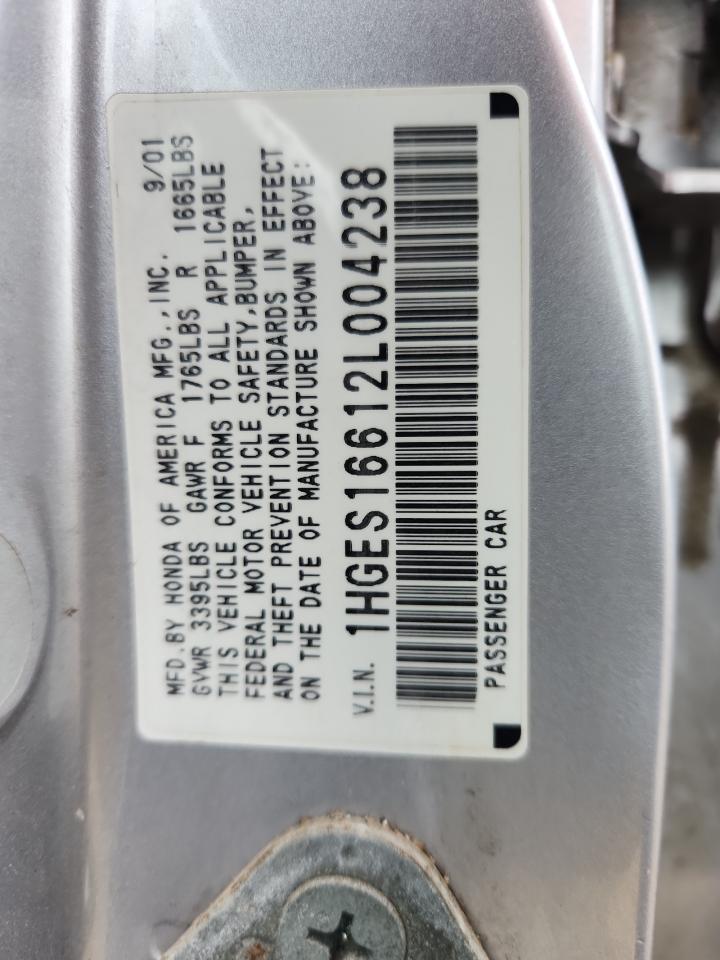 MFD.BY HONDA OF AMERICA MFG.,INC. 9/01
GVWR 3395LBS GAWR F 1765LBS R 1665LBS
THIS VEHICLE CONFORMS TO ALL APPLICABLE
FEDERAL MOTOR VEHICLE SAFETY,BUMPER,
AND THEFT PREVENTION STANDARDS IN EFFECT
ON THE DATE OF MANUFACTURE SHOWN ABOVE:
V.I.N. 1HGES16612L004238
PASSENGER CAR